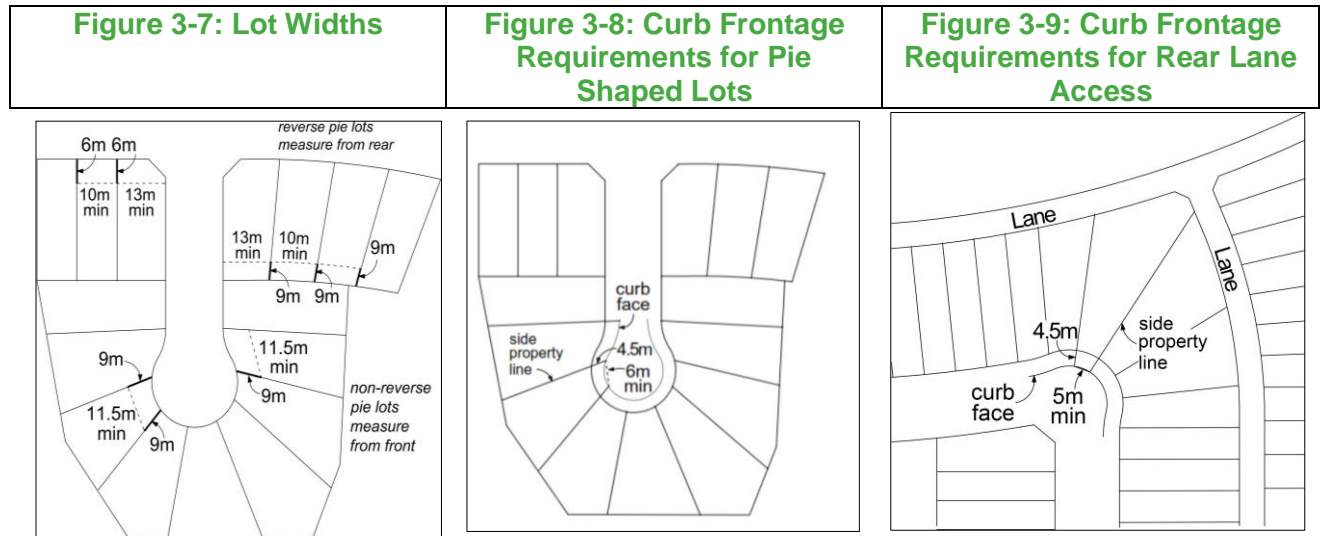 Figure 3-7: Lot Widths
Figure 3-8: Curb Frontage
Requirements for Pie
Shaped Lots
Figure 3-9: Curb Frontage
Requirements for Rear Lane
Access
reverse pie lots
measure from rear
6m 6m
10m
min
13m
min
13m
min
10m
min
9m
9m
9m
11.5m
min
9m
9m
11.5m
min
9m
non-reverse
pie lots
measure
from front
curb
face
side
property
line
4.5m
6m
min
Lane
Lane
4.5m
side
property
line
curb
face
5m
min